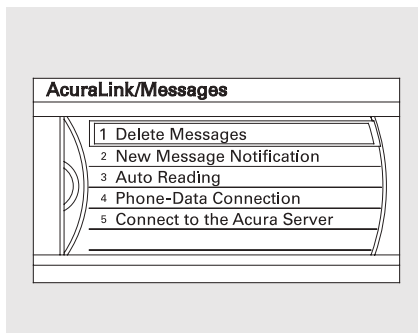 AcuraLink/Messages
1 Delete Messages
2 New Message Notification
3 Auto Reading
4 Phone-Data Connection
5 Connect to the Acura Server